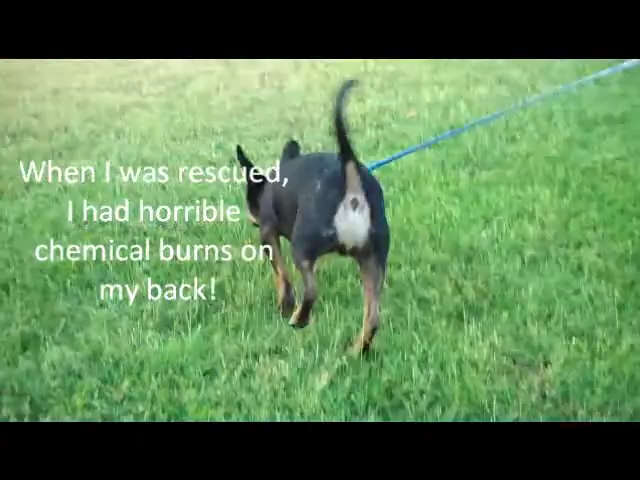 When I was rescued,
I had horrible
chemical burns on
my back!